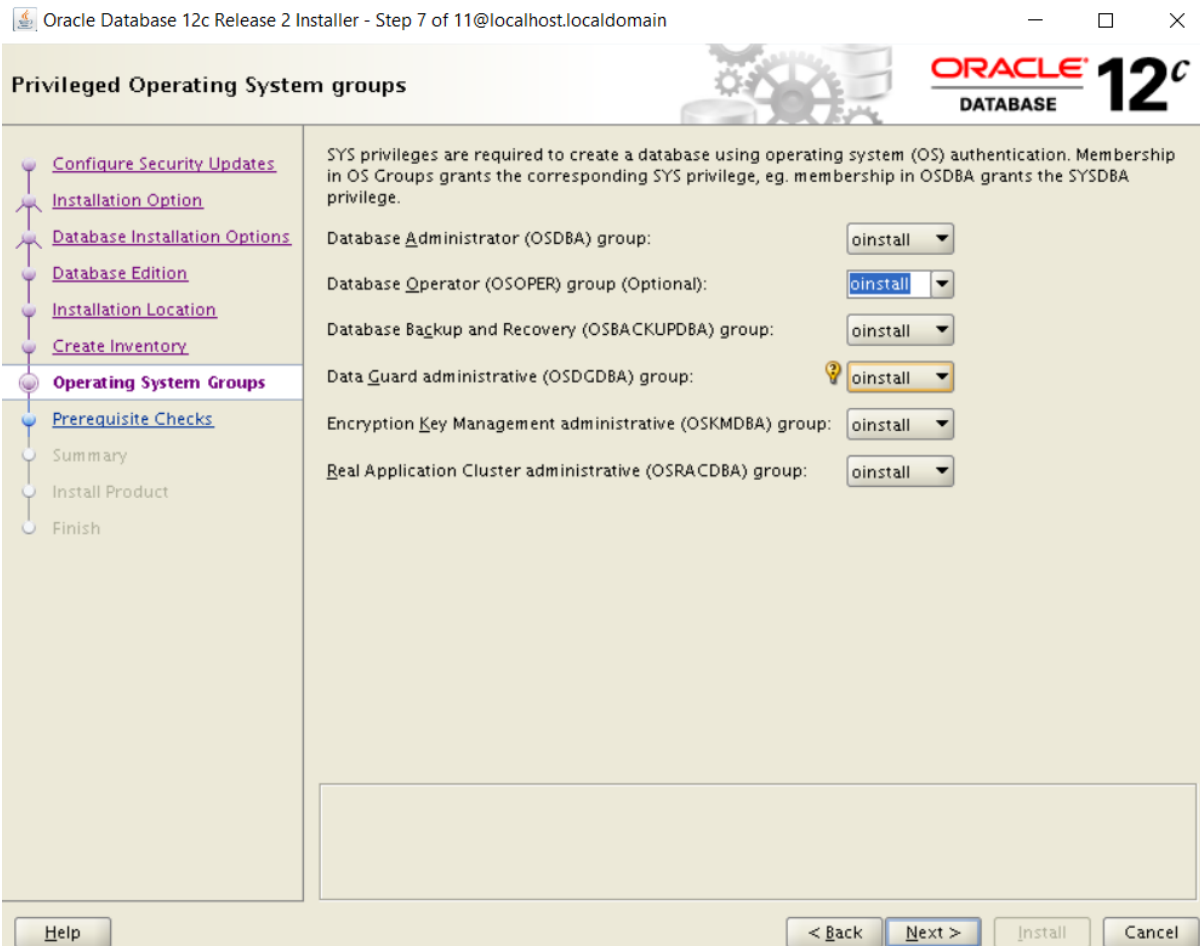 Oracle Database 12c Release 2 Installer - Step 7 of 11@localhost.localdomain
Privileged Operating System groups
ORACLE
DATABASE
12c
Configure Security Updates
Installation Option
Database Installation Options
Database Edition
Installation Location
Create Inventory
Operating System Groups
Prerequisite Checks
Summary
Install Product
Finish
SYS privileges are required to create a database using operating system (OS) authentication. Membership
in OS Groups grants the corresponding SYS privilege, eg. membership in OSDBA grants the SYSDBA
privilege.
Database Administrator (OSDBA) group: oinstall
Database Operator (OSOPER) group (Optional): oinstall
Database Backup and Recovery (OSBACKUPDBA) group: oinstall
Data Guard administrative (OSDGDBA) group: oinstall
Encryption Key Management administrative (OSKMDBA) group: oinstall
Real Application Cluster administrative (OSRACDBA) group: oinstall
Help < Back Next > Install Cancel